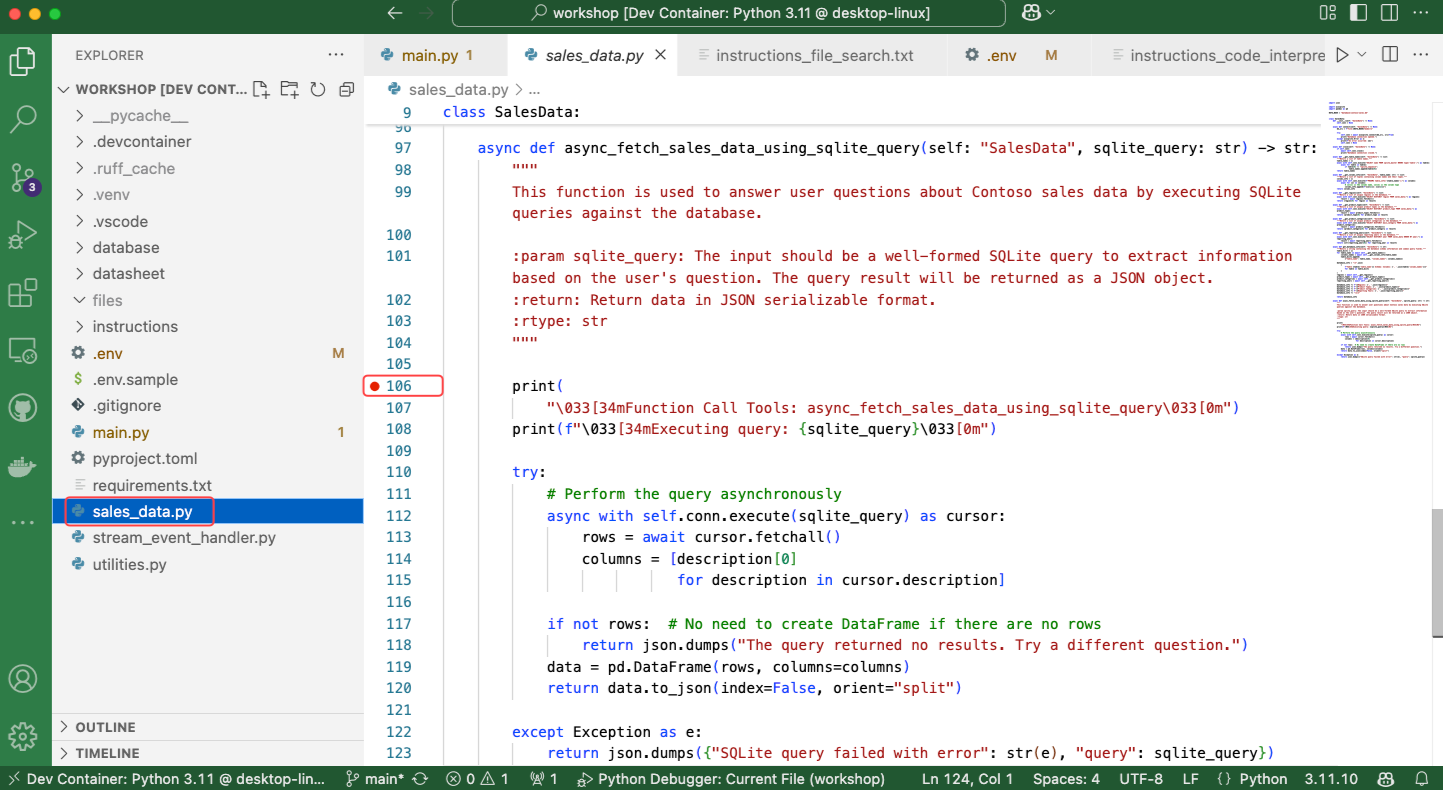 workshop [Dev Container: Python 3.11 @ desktop-linux]
EXPLORER
main.py 1
sales_data.py
instructions_file_search.txt
.env M
instructions_code_interpre
WORKSHOP [DEV CONT...
sales_data.py > ...
__pycache__
.devcontainer
.ruff_cache
.venv
.vscode
database
datasheet
files
instructions
.env M
.env.sample
.gitignore
main.py 1
pyproject.toml
requirements.txt
sales_data.py
stream_event_handler.py
utilities.py
OUTLINE
TIMELINE
3
9 class SalesData:
96
97 async def async_fetch_sales_data_using_sqlite_query(self: "SalesData", sqlite_query: str) -> str:
98 """
99 This function is used to answer user questions about Contoso sales data by executing SQLite
queries against the database.
100
101 :param sqlite_query: The input should be a well-formed SQLite query to extract information
based on the user's question. The query result will be returned as a JSON object.
102 :return: Return data in JSON serializable format.
103 :rtype: str
104 """
105
106 print(
107 "\033[34mFunction Call Tools: async_fetch_sales_data_using_sqlite_query\033[0m")
108 print(f"\033[34mExecuting query: {sqlite_query}\033[0m")
109
110 try:
111 # Perform the query asynchronously
112 async with self.conn.execute(sqlite_query) as cursor:
113 rows = await cursor.fetchall()
114 columns = [description[0]
115 for description in cursor.description]
116
117 if not rows:  # No need to create DataFrame if there are no rows
118 return json.dumps("The query returned no results. Try a different question.")
119 data = pd.DataFrame(rows, columns=columns)
120 return data.to_json(index=False, orient="split")
121
122 except Exception as e:
123 return json.dumps({"SQLite query failed with error": str(e), "query": sqlite_query})
Dev Container: Python 3.11 @ desktop-lin... main* 0 1 1 Python Debugger: Current File (workshop) Ln 124, Col 1 Spaces: 4 UTF-8 LF {} Python 3.11.10